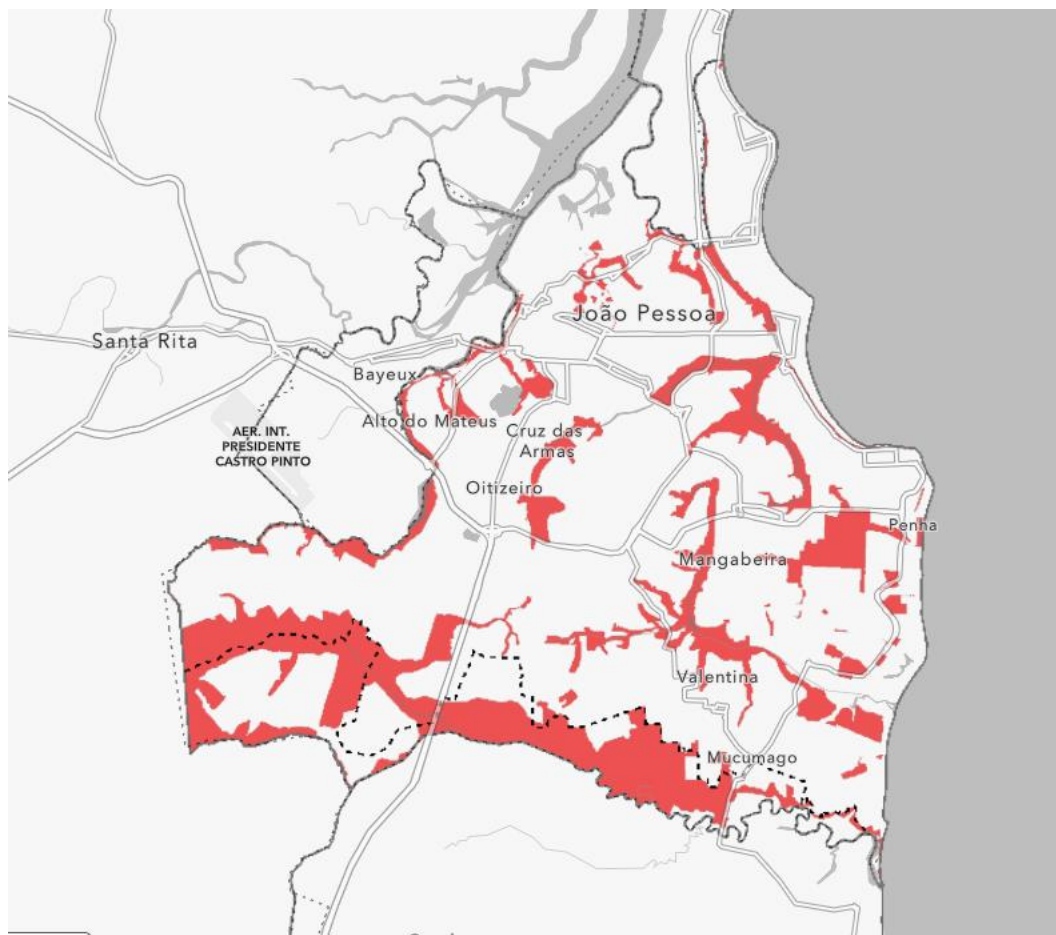 João Pessoa
Santa Rita
Bayeux
Alto do Mateus
Cruz das
Armas
AER. INT.
PRESIDENTE
CASTRO PINTO
Oitizeiro
Penha
Mangabeira
Valentina
Mucumago